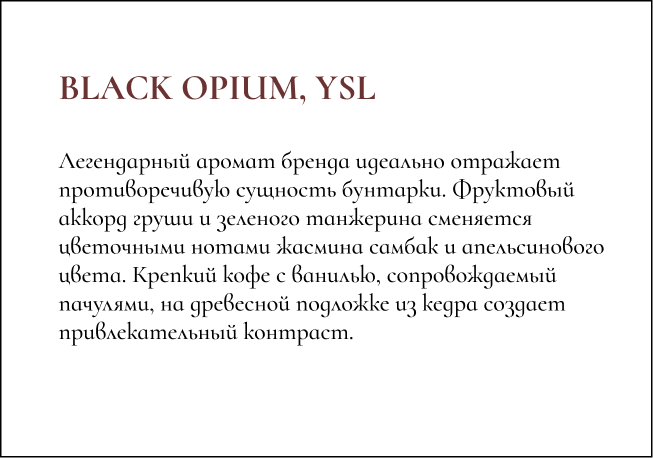 BLACK OPIUM, YSL
Легендарный аромат бренда идеально отражает
противоречивую сущность бунтарки. Фруктовый
аккорд груши и зеленого танжерина сменяется
цветочными нотами жасмина самбак и апельсинового
цвета. Крепкий кофе с ванилью, сопровождаемый
пачулями, на древесной подложке из кедра создает
привлекательный контраст.